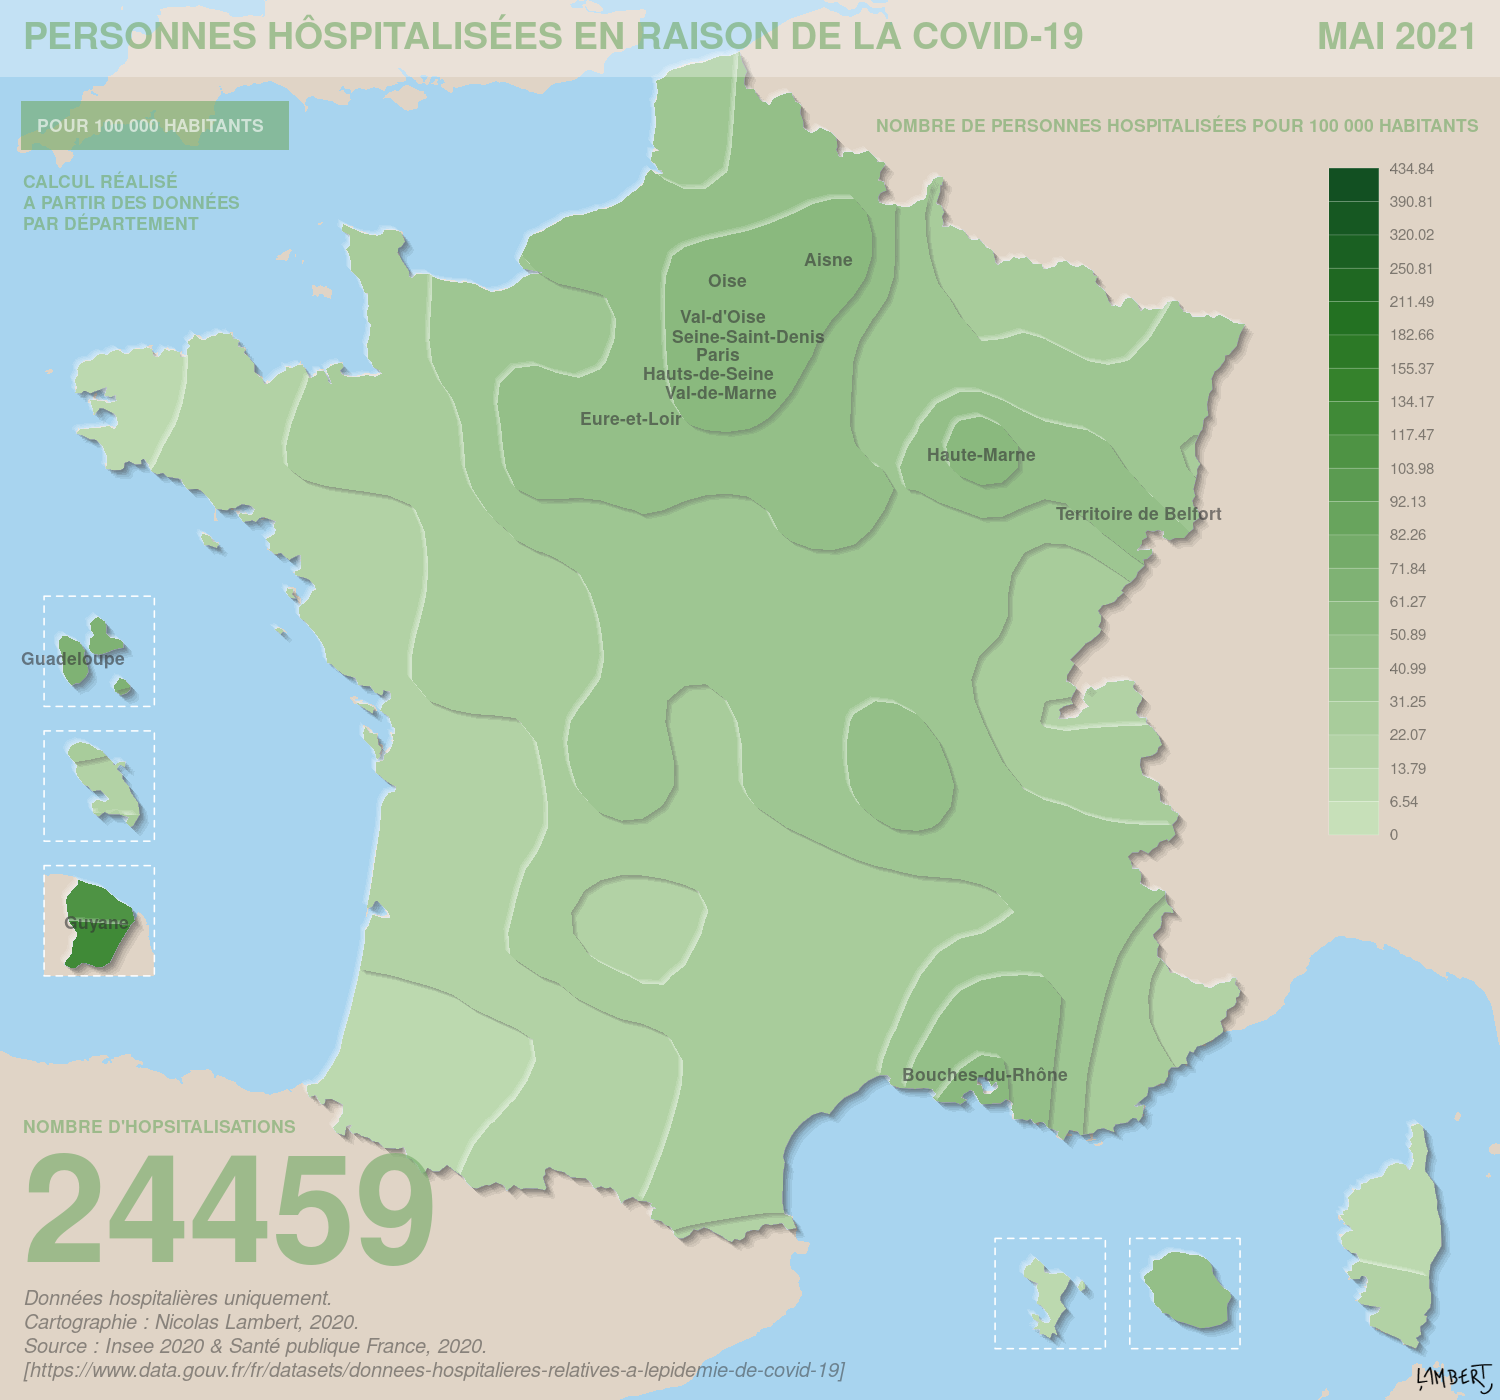 PERSONNES HÔSPITALISÉES EN RAISON DE LA COVID-19
MAI 2021
POUR 100 000 HABITANTS
CALCUL RÉALISÉ
A PARTIR DES DONNÉES
PAR DÉPARTEMENT
NOMBRE DE PERSONNES HOSPITALISÉES POUR 100 000 HABITANTS
434.84
390.81
320.02
250.81
211.49
182.66
155.37
134.17
117.47
103.98
92.13
82.26
71.84
61.27
50.89
40.99
31.25
22.07
13.79
6.54
0
Aisne
Oise
Val-d'Oise
Seine-Saint-Denis
Paris
Hauts-de-Seine
Val-de-Marne
Eure-et-Loir
Haute-Marne
Territoire de Belfort
Guadeloupe
Guyane
Bouches-du-Rhône
NOMBRE D'HOPSITALISATIONS
24459
Données hospitalières uniquement.
Cartographie : Nicolas Lambert, 2020.
Source : Insee 2020 & Santé publique France, 2020.
[https://www.data.gouv.fr/fr/datasets/donnees-hospitalieres-relatives-a-lepidemie-de-covid-19]
LAMBERT